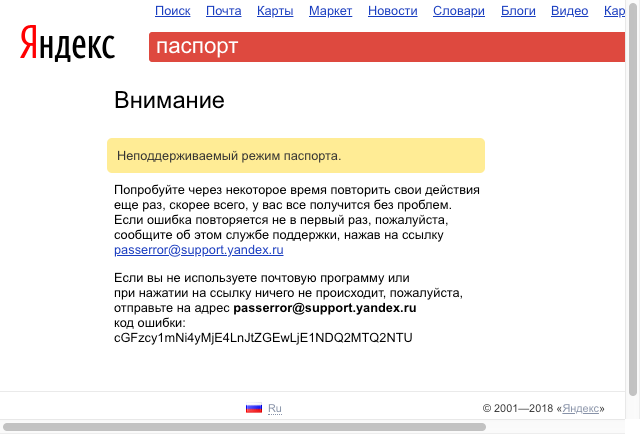 Поиск Почта Карты Маркет Новости Словари Блоги Видео Кар
Яндекс
паспорт
Внимание
Неподдерживаемый режим паспорта.
Попробуйте через некоторое время повторить свои действия
еще раз, скорее всего, у вас все получится без проблем.
Если ошибка повторяется не в первый раз, пожалуйста,
сообщите об этом службе поддержки, нажав на ссылку
passerror@support.yandex.ru
Если вы не используете почтовую программу или
при нажатии на ссылку ничего не происходит, пожалуйста,
отправьте на адрес passerror@support.yandex.ru
код ошибки:
cGFzcy1mNi4yMjE4LnJtZGEwLjE1NDQ2MTQ2NTU
Ru
© 2001—2018 «Яндекс»